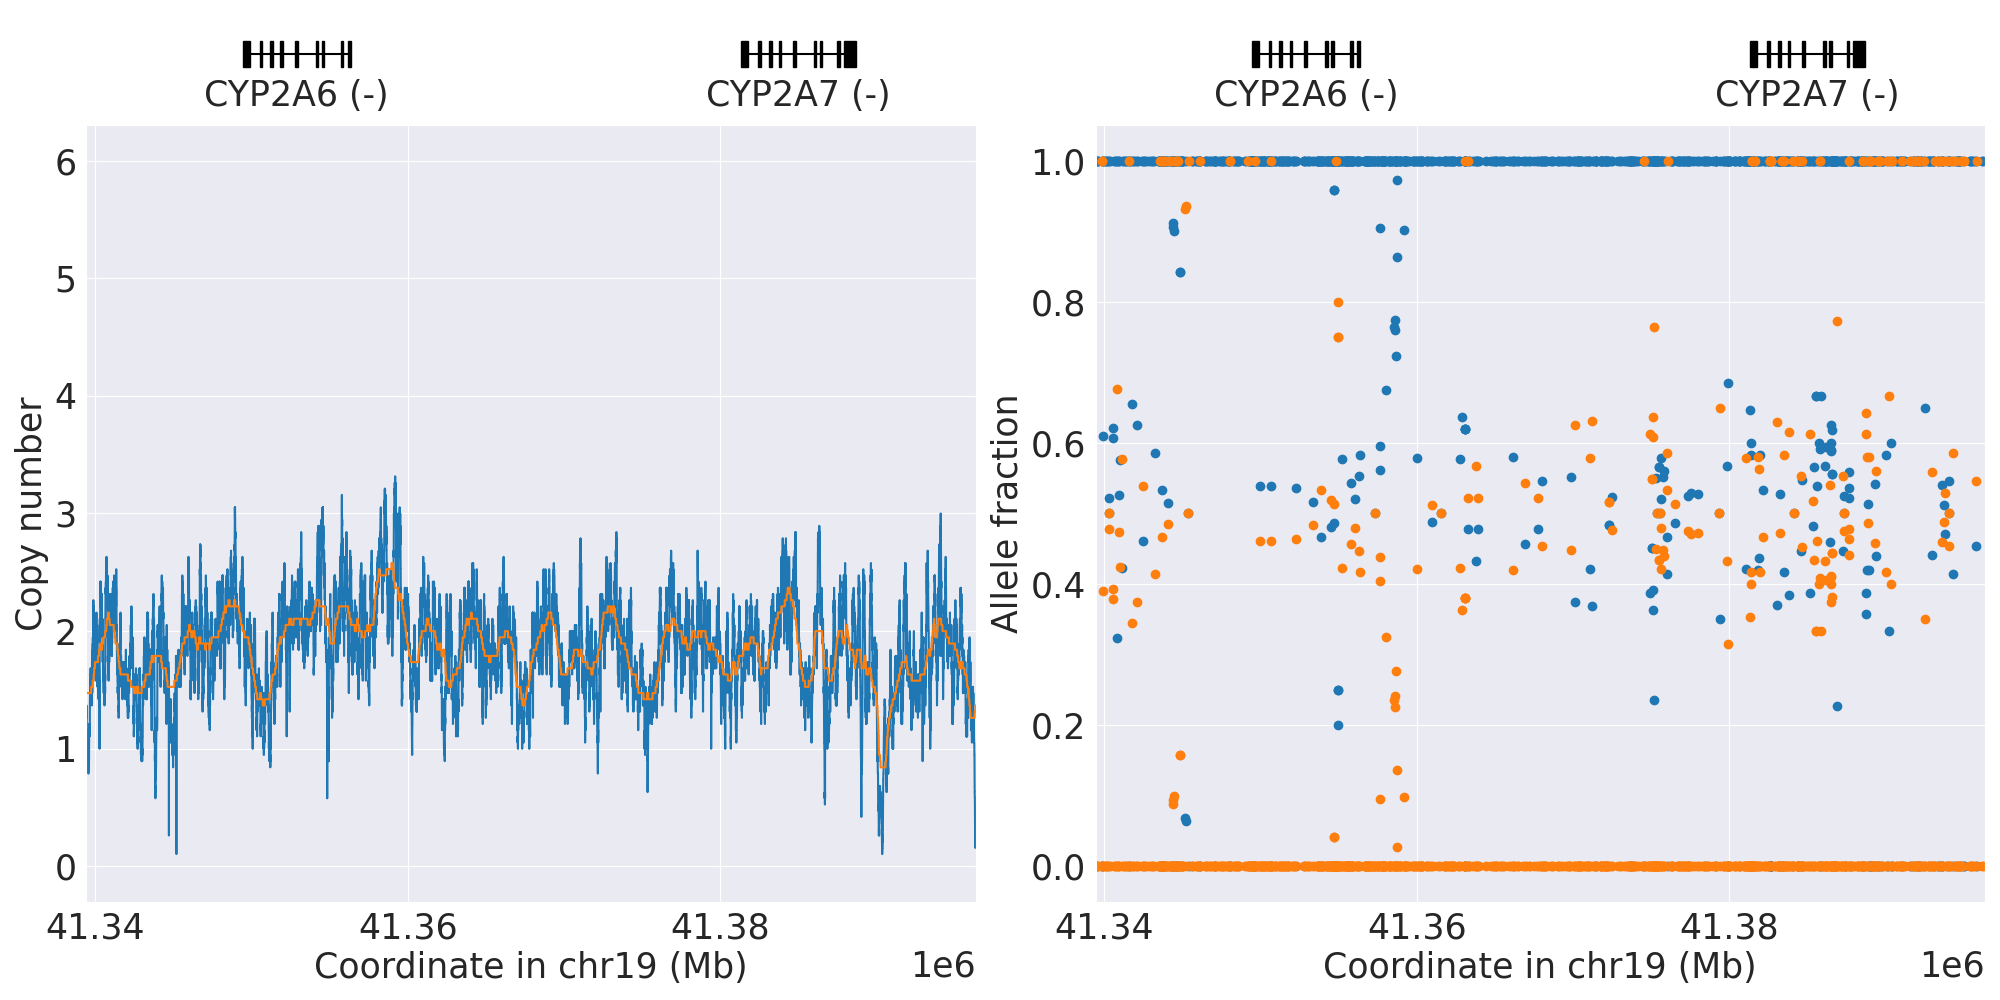 CYP2A6 (-)
CYP2A7 (-)
Copy number
6
5
4
3
2
1
0
41.34
41.36
41.38
Coordinate in chr19 (Mb)
1e6
CYP2A6 (-)
CYP2A7 (-)
Allele fraction
1.0
0.8
0.6
0.4
0.2
0.0
41.34
41.36
41.38
Coordinate in chr19 (Mb)
1e6